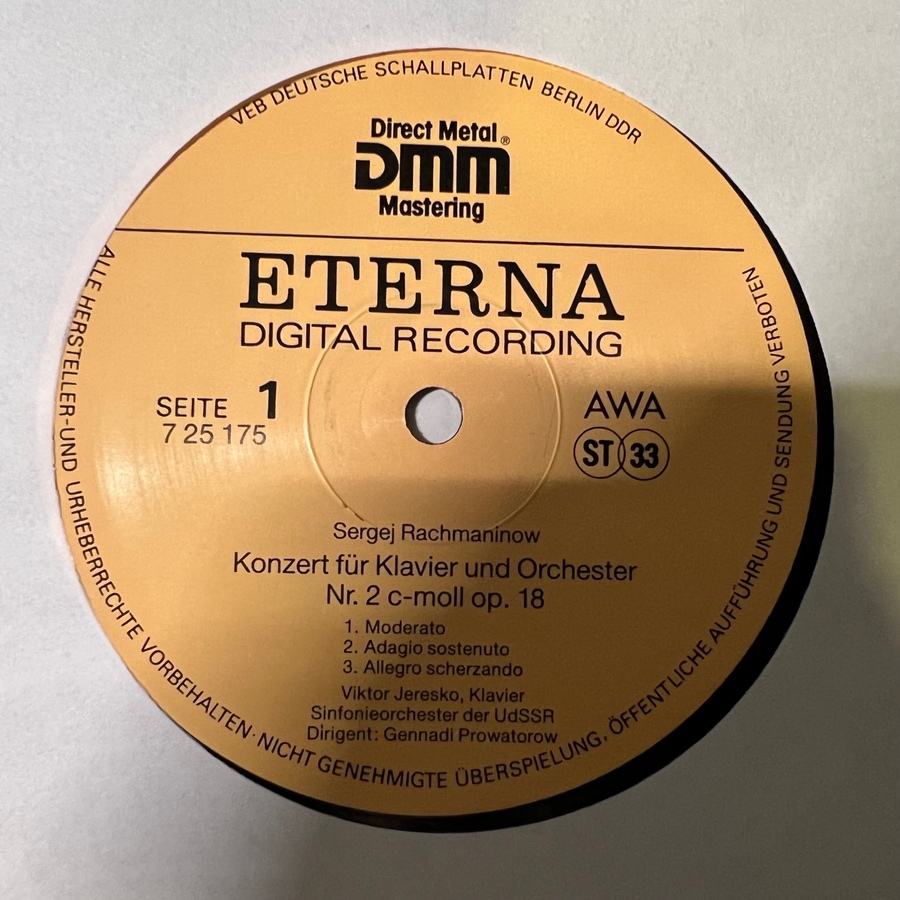 VEB DEUTSCHE SCHALLPLATTEN BERLIN DDR
Direct Metal ®
DMM
Mastering
ETERNA
DIGITAL RECORDING
SEITE 1
7 25 175
AWA
ST 33
Sergej Rachmaninow
Konzert für Klavier und Orchester
Nr. 2 c-moll op. 18
1. Moderato
2. Adagio sostenuto
3. Allegro scherzando
Viktor Jeresko, Klavier
Sinfonieorchester der UdSSR
Dirigent: Gennadi Prowatorow
ALLE HERSTELLER-UND URHEBERRECHTE VORBEHALTEN· NICHT GENEHMIGTE ÜBERSPIELUNG, ÖFFENTLICHE AUFFÜHRUNG UND SENDUNG VERBOTEN